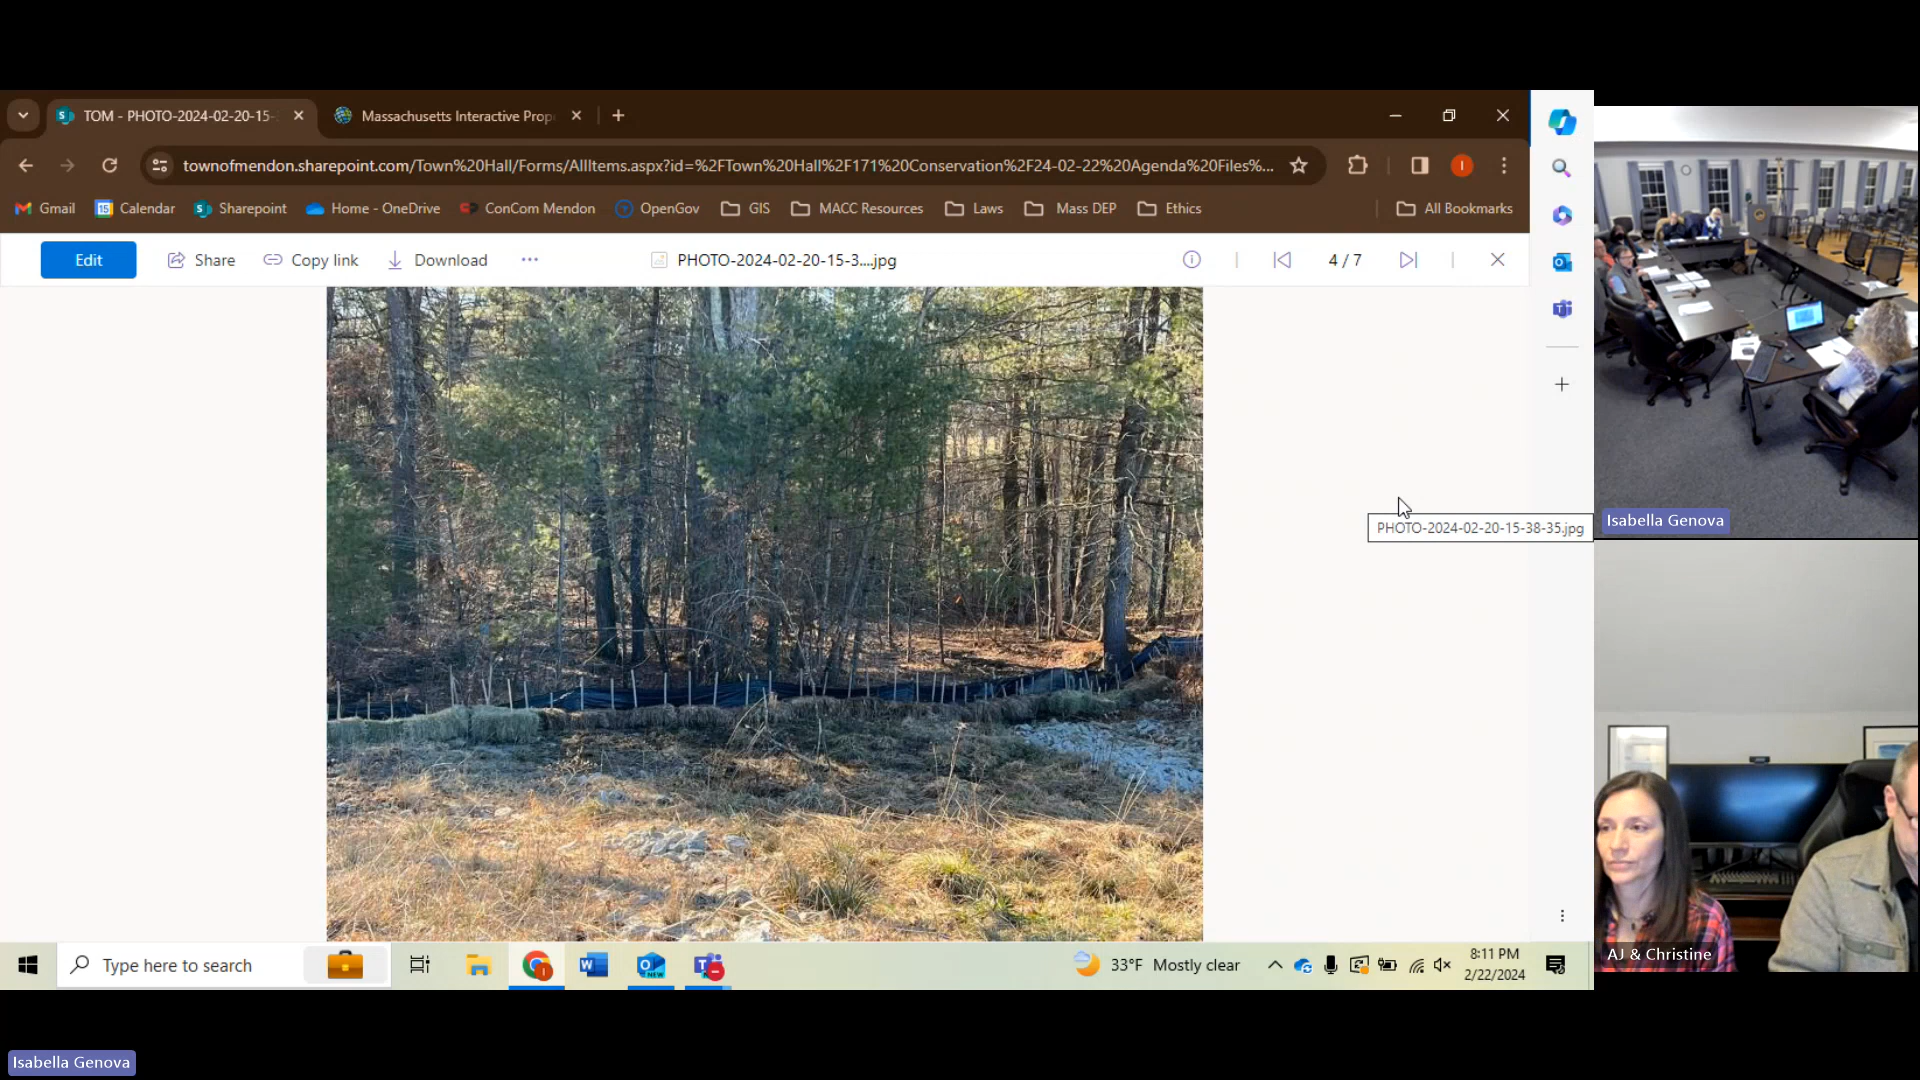 TOM - PHOTO-2024-02-20-15-
Massachusetts Interactive Prop
townofmendon.sharepoint.com/Town%20Hall/Forms/AllItems.aspx?id=%2FTown%20Hall%2F171%20Conservation%2F24-02-22%20Agenda%20Files%...
Gmail
15 Calendar
Sharepoint
Home - OneDrive
ConCom Mendon
OpenGov
GIS
MACC Resources
Laws
Mass DEP
Ethics
All Bookmarks
Edit
Share
Copy link
Download
PHOTO-2024-02-20-15-3....jpg
4 / 7
PHOTO-2024-02-20-15-38-35.jpg
Isabella Genova
AJ & Christine
Type here to search
33°F Mostly clear
8:11 PM
2/22/2024
Isabella Genova